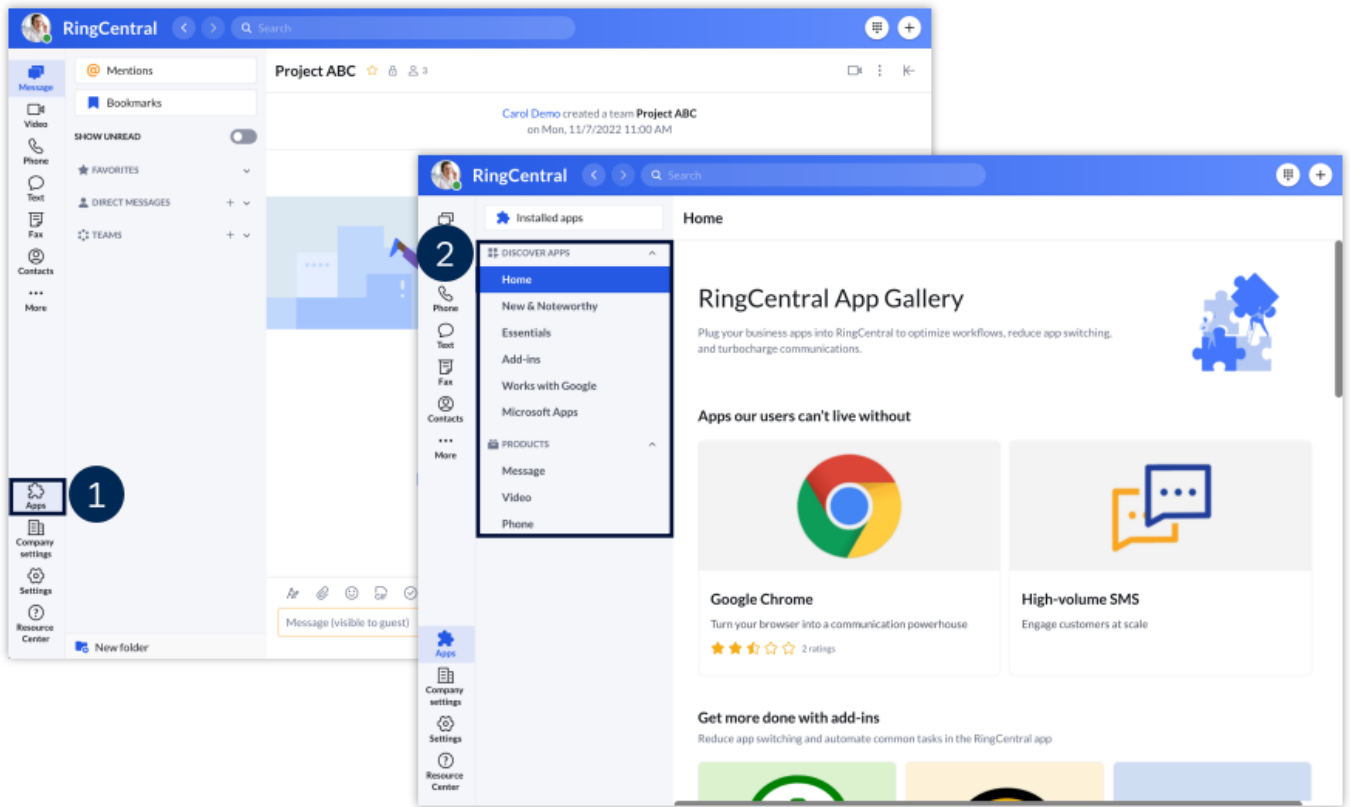 RingCentral
Search
Message
Video
Phone
Text
Fax
Contacts
More
Apps
1
Company
settings
Settings
Resource
Center
@ Mentions
Bookmarks
SHOW UNREAD
FAVORITES
DIRECT MESSAGES
TEAMS
New folder
Project ABC
3
Carol Demo created a team Project ABC
on Mon, 11/7/2022 11:00 AM
Message (visible to guest)
RingCentral
Search
2
Phone
Text
Fax
Contacts
More
Apps
Company
settings
Settings
Resource
Center
Installed apps
DISCOVER APPS
Home
New & Noteworthy
Essentials
Add-ins
Works with Google
Microsoft Apps
PRODUCTS
Message
Video
Phone
Home
RingCentral App Gallery
Plug your business apps into RingCentral to optimize workflows, reduce app switching,
and turbocharge communications.
Apps our users can't live without
Google Chrome
Turn your browser into a communication powerhouse
2 ratings
High-volume SMS
Engage customers at scale
Get more done with add-ins
Reduce app switching and automate common tasks in the RingCentral app